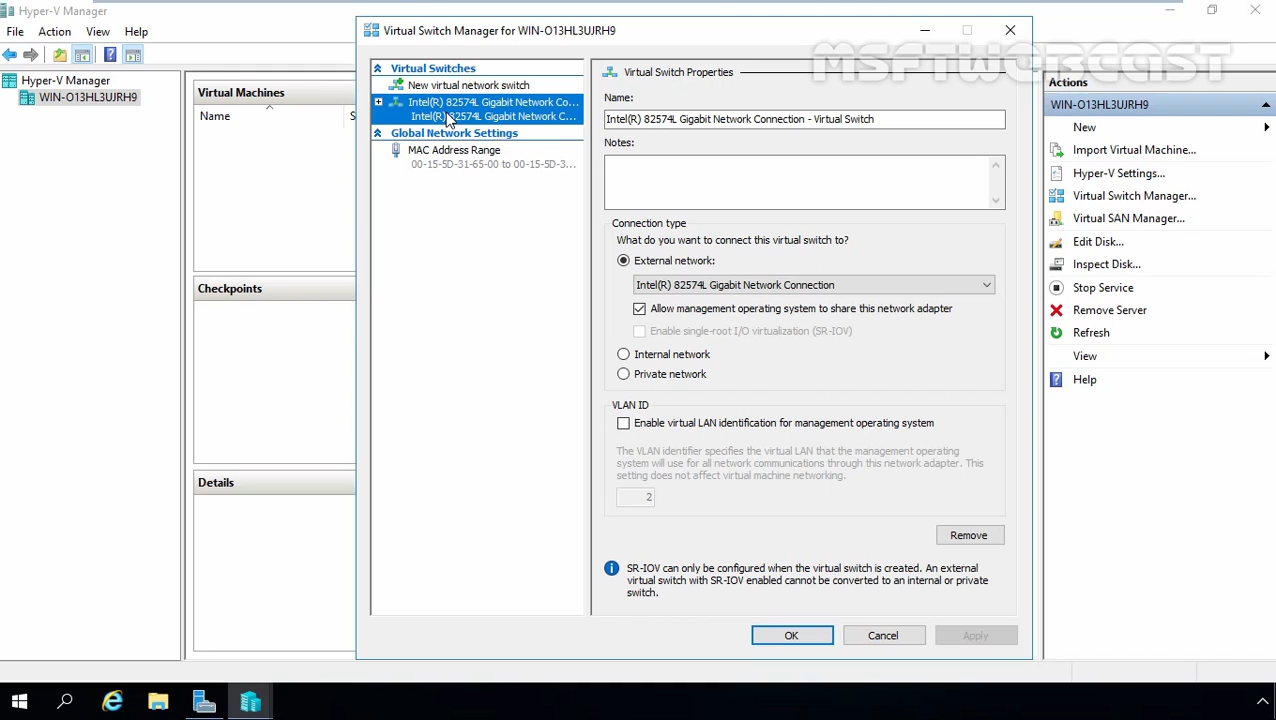 Hyper-V Manager
File Action View Help
Hyper-V Manager
WIN-O13HL3UJRH9
Virtual Machines
Name
S
Checkpoints
Details
Virtual Switch Manager for WIN-O13HL3UJRH9
Virtual Switches
New virtual network switch
Intel(R) 82574L Gigabit Network Co...
Intel(R) 82574L Gigabit Network C...
Global Network Settings
MAC Address Range
00-15-5D-31-65-00 to 00-15-5D-3...
Virtual Switch Properties
Name:
Intel(R) 82574L Gigabit Network Connection - Virtual Switch
Notes:
Connection type
What do you want to connect this virtual switch to?
External network:
Intel(R) 82574L Gigabit Network Connection
Allow management operating system to share this network adapter
Enable single-root I/O virtualization (SR-IOV)
Internal network
Private network
VLAN ID
Enable virtual LAN identification for management operating system
The VLAN identifier specifies the virtual LAN that the management
operating system will use for all network communications through this network adapter. This
setting does not affect virtual machine networking.
2
Remove
SR-IOV can only be configured when the virtual switch is created. An external
virtual switch with SR-IOV enabled cannot be converted to an internal or private
switch.
OK Cancel Apply
MSFTWEBCAST
Actions
WIN-O13HL3UJRH9
New
Import Virtual Machine...
Hyper-V Settings...
Virtual Switch Manager...
Virtual SAN Manager...
Edit Disk...
Inspect Disk...
Stop Service
Remove Server
Refresh
View
Help